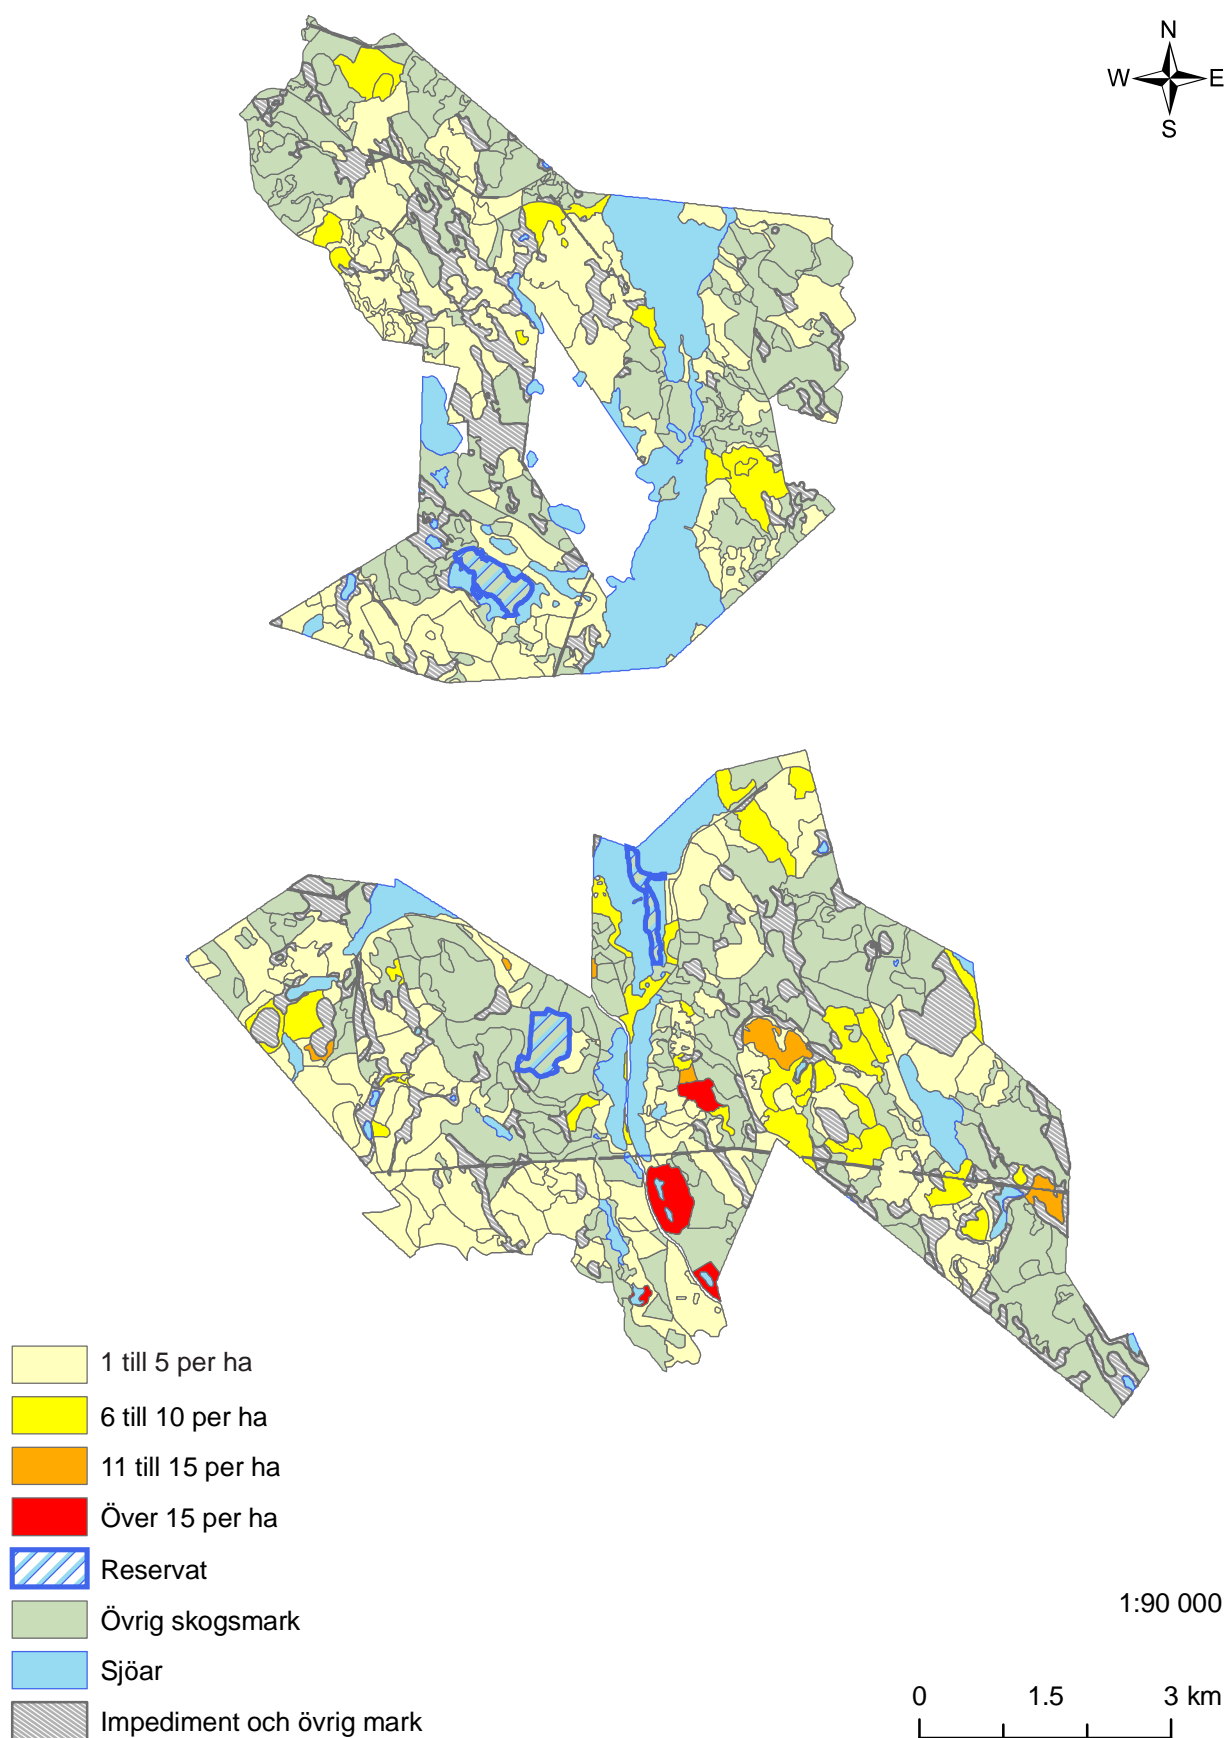 N
W E
S
1 till 5 per ha
6 till 10 per ha
11 till 15 per ha
Över 15 per ha
Reservat
Övrig skogsmark
Sjöar
Impediment och övrig mark
1:90 000
0 1.5 3 km